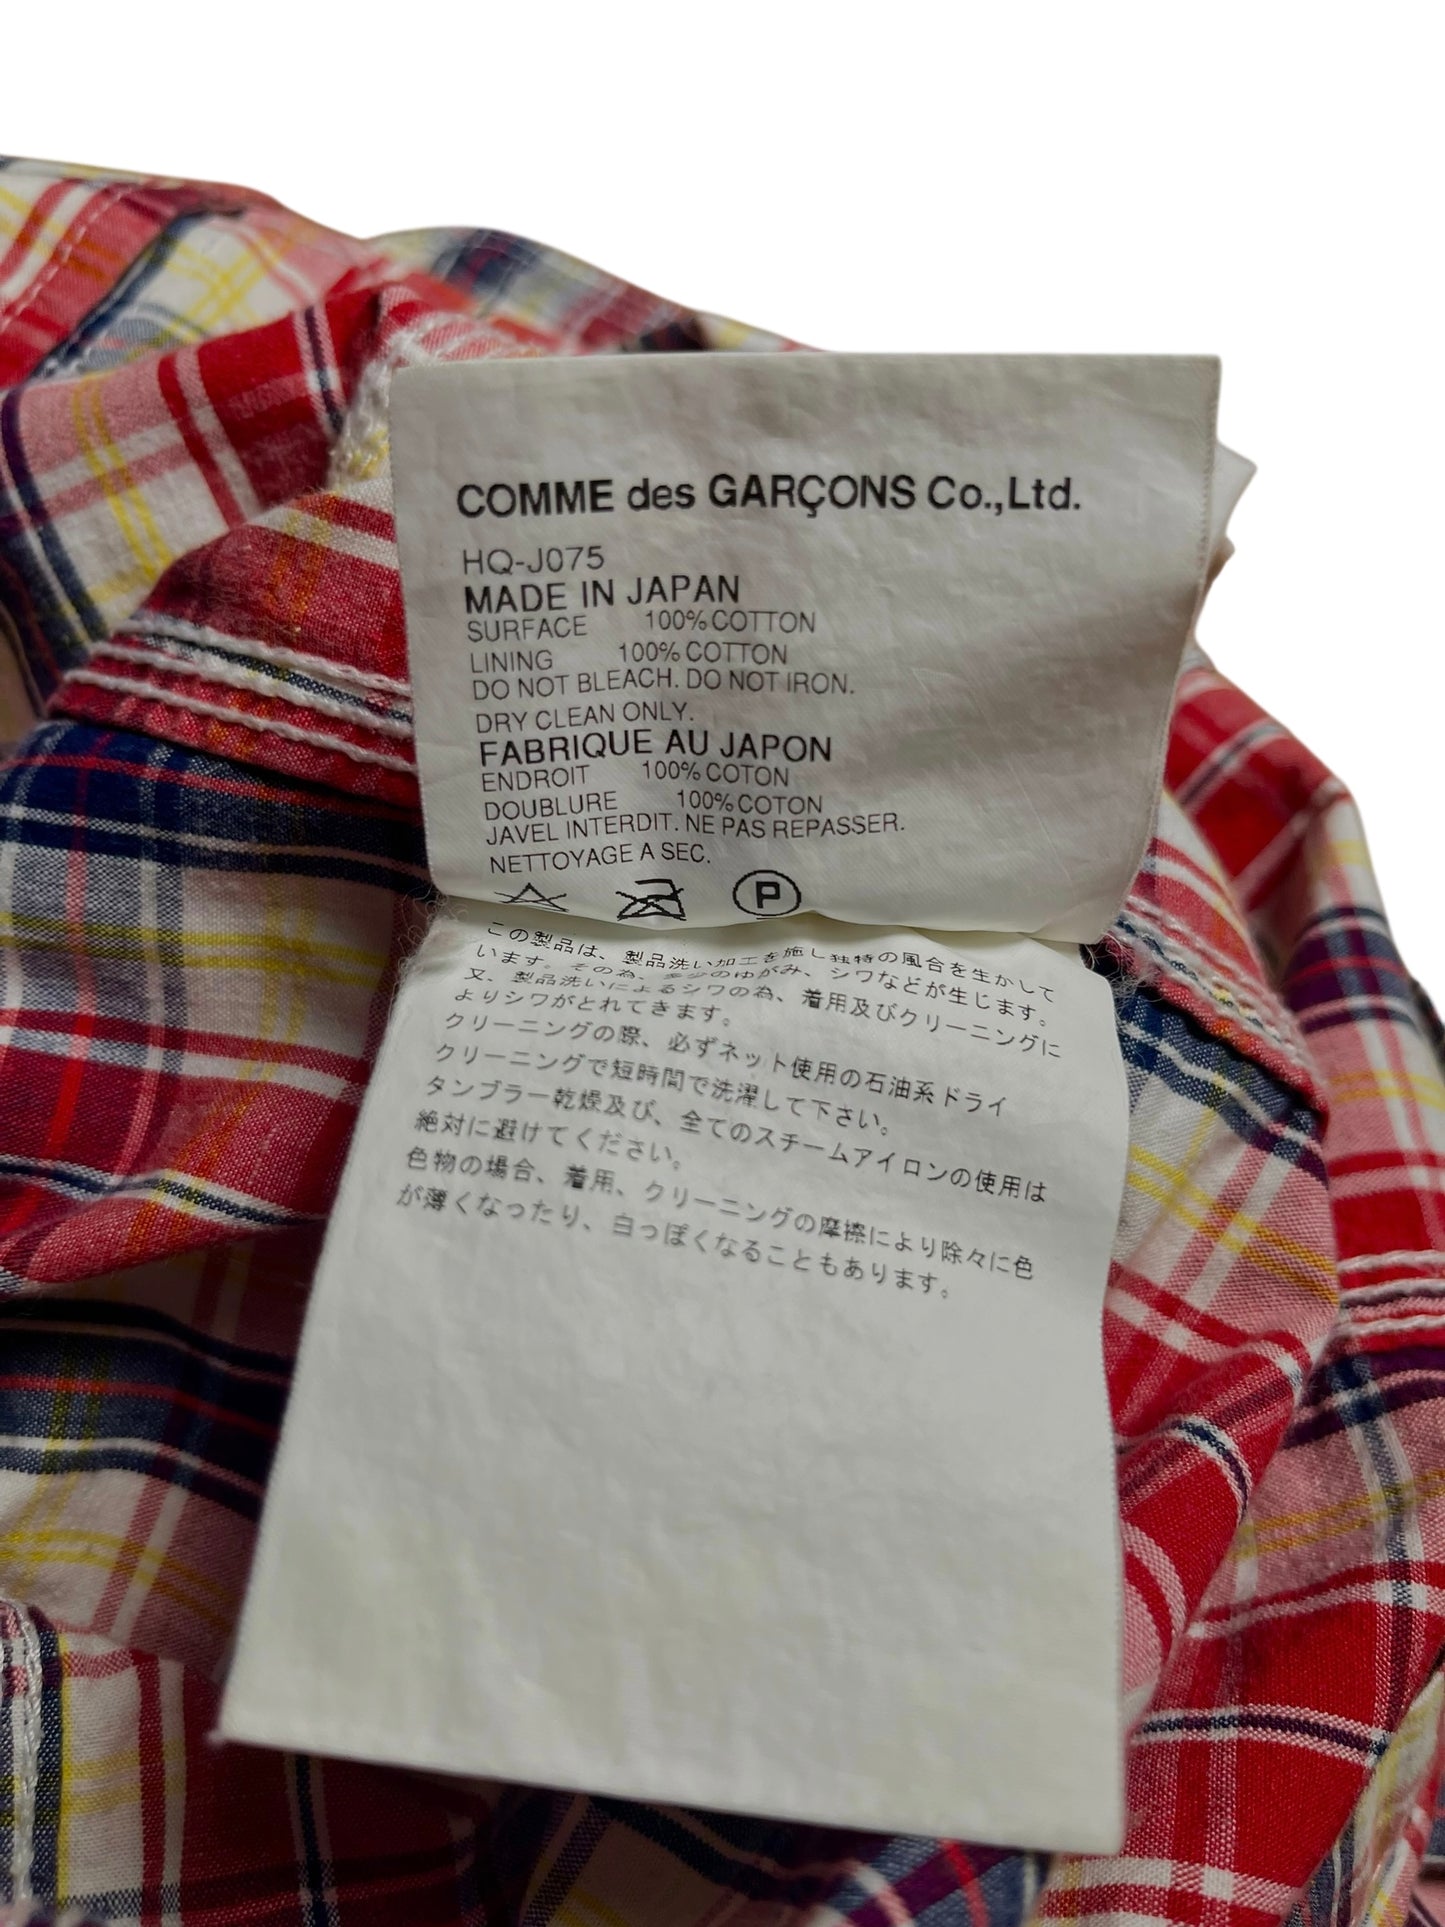 COMME des GARÇONS Co.,Ltd.
HQ-J075
MADE IN JAPAN
SURFACE 100% COTTON
LINING 100% COTTON
DO NOT BLEACH. DO NOT IRON.
DRY CLEAN ONLY.
FABRIQUE AU JAPON
ENDROIT 100% COTON
DOUBLURE 100% COTON
JAVEL INTERDIT. NE PAS REPASSER.
NETTOYAGE A SEC.
P
この製品は、製品洗い加工を施し独特の風合を生かして
います。その為、多少のゆがみ、シワなどが生じます。
又、製品洗いによるシワの為、着用及びクリーニングに
よりシワがとれてきます。
クリーニングの際、必ずネット使用の石油系ドライ
クリーニングで短時間で洗濯して下さい。
タンブラー乾燥及び、全てのスチームアイロンの使用は
絶対に避けてください。
色物の場合、着用、クリーニングの摩擦により除々に色
が薄くなったり、白っぽくなることもあります。